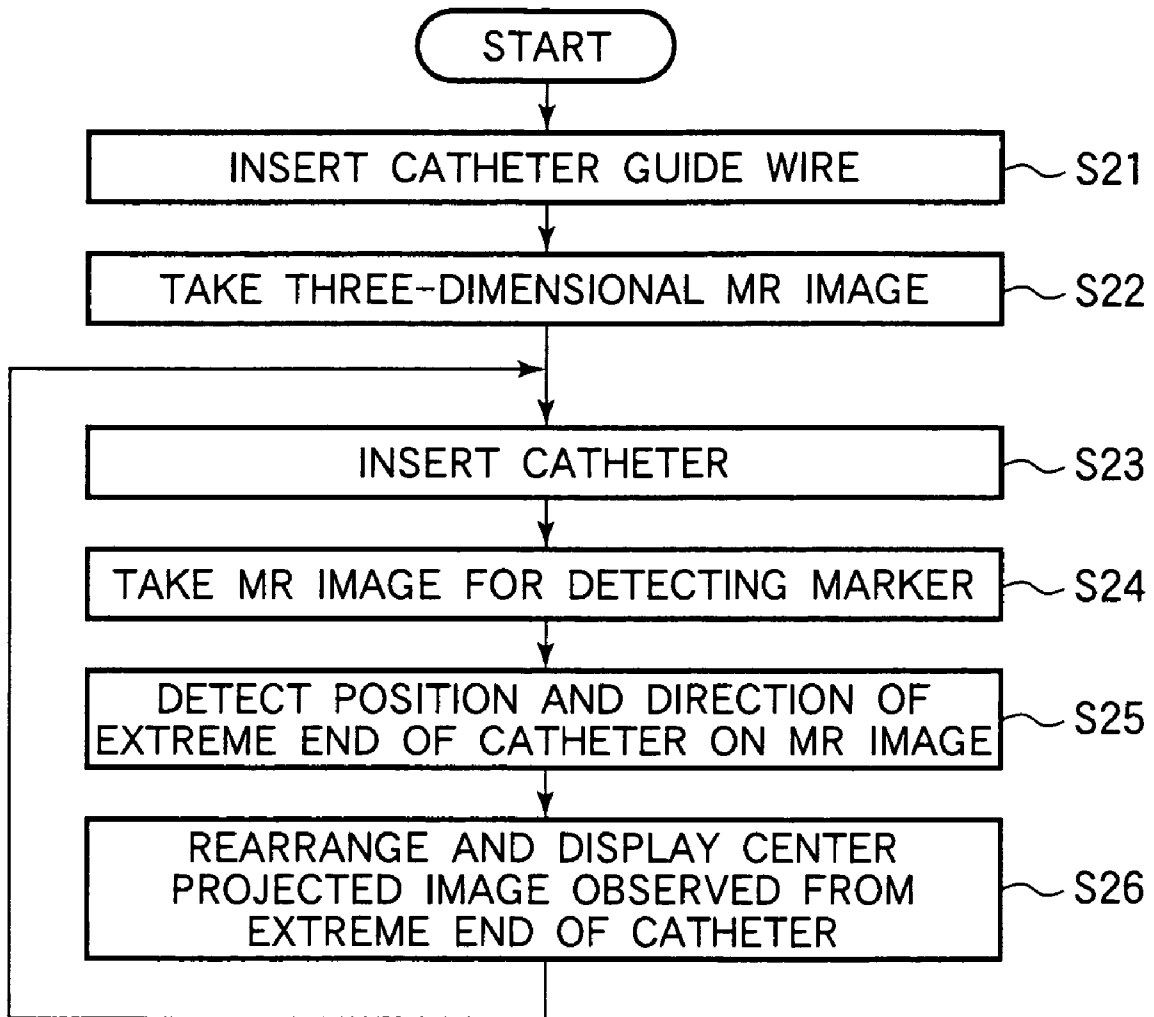 START
INSERT CATHETER GUIDE WIRE
S21
TAKE THREE-DIMENSIONAL MR IMAGE
S22
INSERT CATHETER
S23
TAKE MR IMAGE FOR DETECTING MARKER
S24
DETECT POSITION AND DIRECTION OF
EXTREME END OF CATHETER ON MR IMAGE
S25
REARRANGE AND DISPLAY CENTER
PROJECTED IMAGE OBSERVED FROM
EXTREME END OF CATHETER
S26